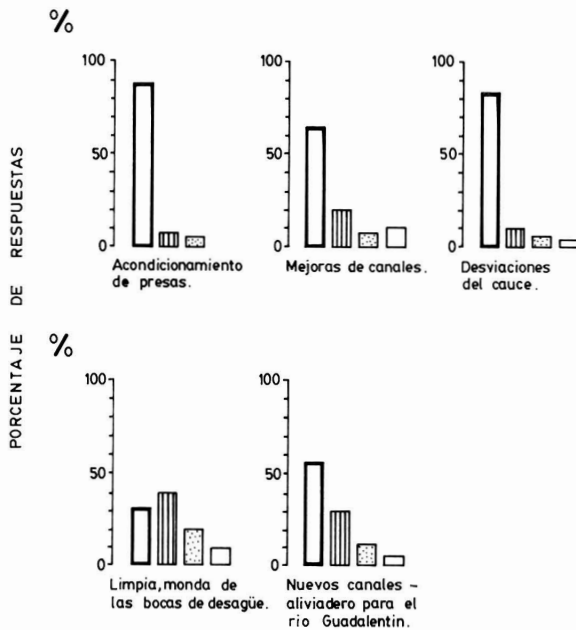 %
PORCENTAJE DE RESPUESTAS
100
50
0
Acondicionamiento
de presas.
100
50
0
Mejoras de canales.
100
50
0
Desviaciones
del cauce.
%
100
50
0
Limpia, monda de
las bocas de desagüe.
100
50
0
Nuevos canales -
aliviadero para el
río Guadalentín.